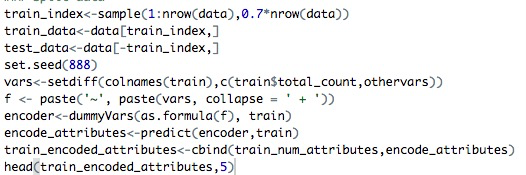 train_index<-sample(1:nrow(data),0.7*nrow(data))
train_data<-data[train_index,]
test_data<-data[-train_index,]
set.seed(888)
vars<-setdiff(colnames(train),c(train$total_count,othervars))
f <- paste('~', paste(vars, collapse = ' + '))
encoder<-dummyVars(as.formula(f), train)
encode_attributes<-predict(encoder,train)
train_encoded_attributes<-cbind(train_num_attributes,encode_attributes)
head(train_encoded_attributes,5)